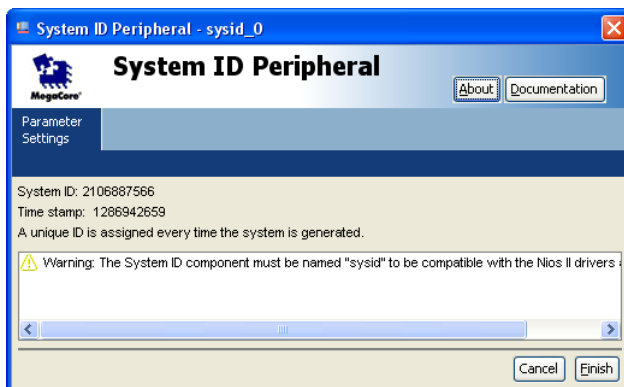 System ID Peripheral - sysid_0
System ID Peripheral
MegaCore'
About
Documentation
Parameter
Settings
System ID: 2106887566
Time stamp: 1286942659
A unique ID is assigned every time the system is generated.
Warning: The System ID component must be named "sysid" to be compatible with the Nios II drivers
Cancel
Finish